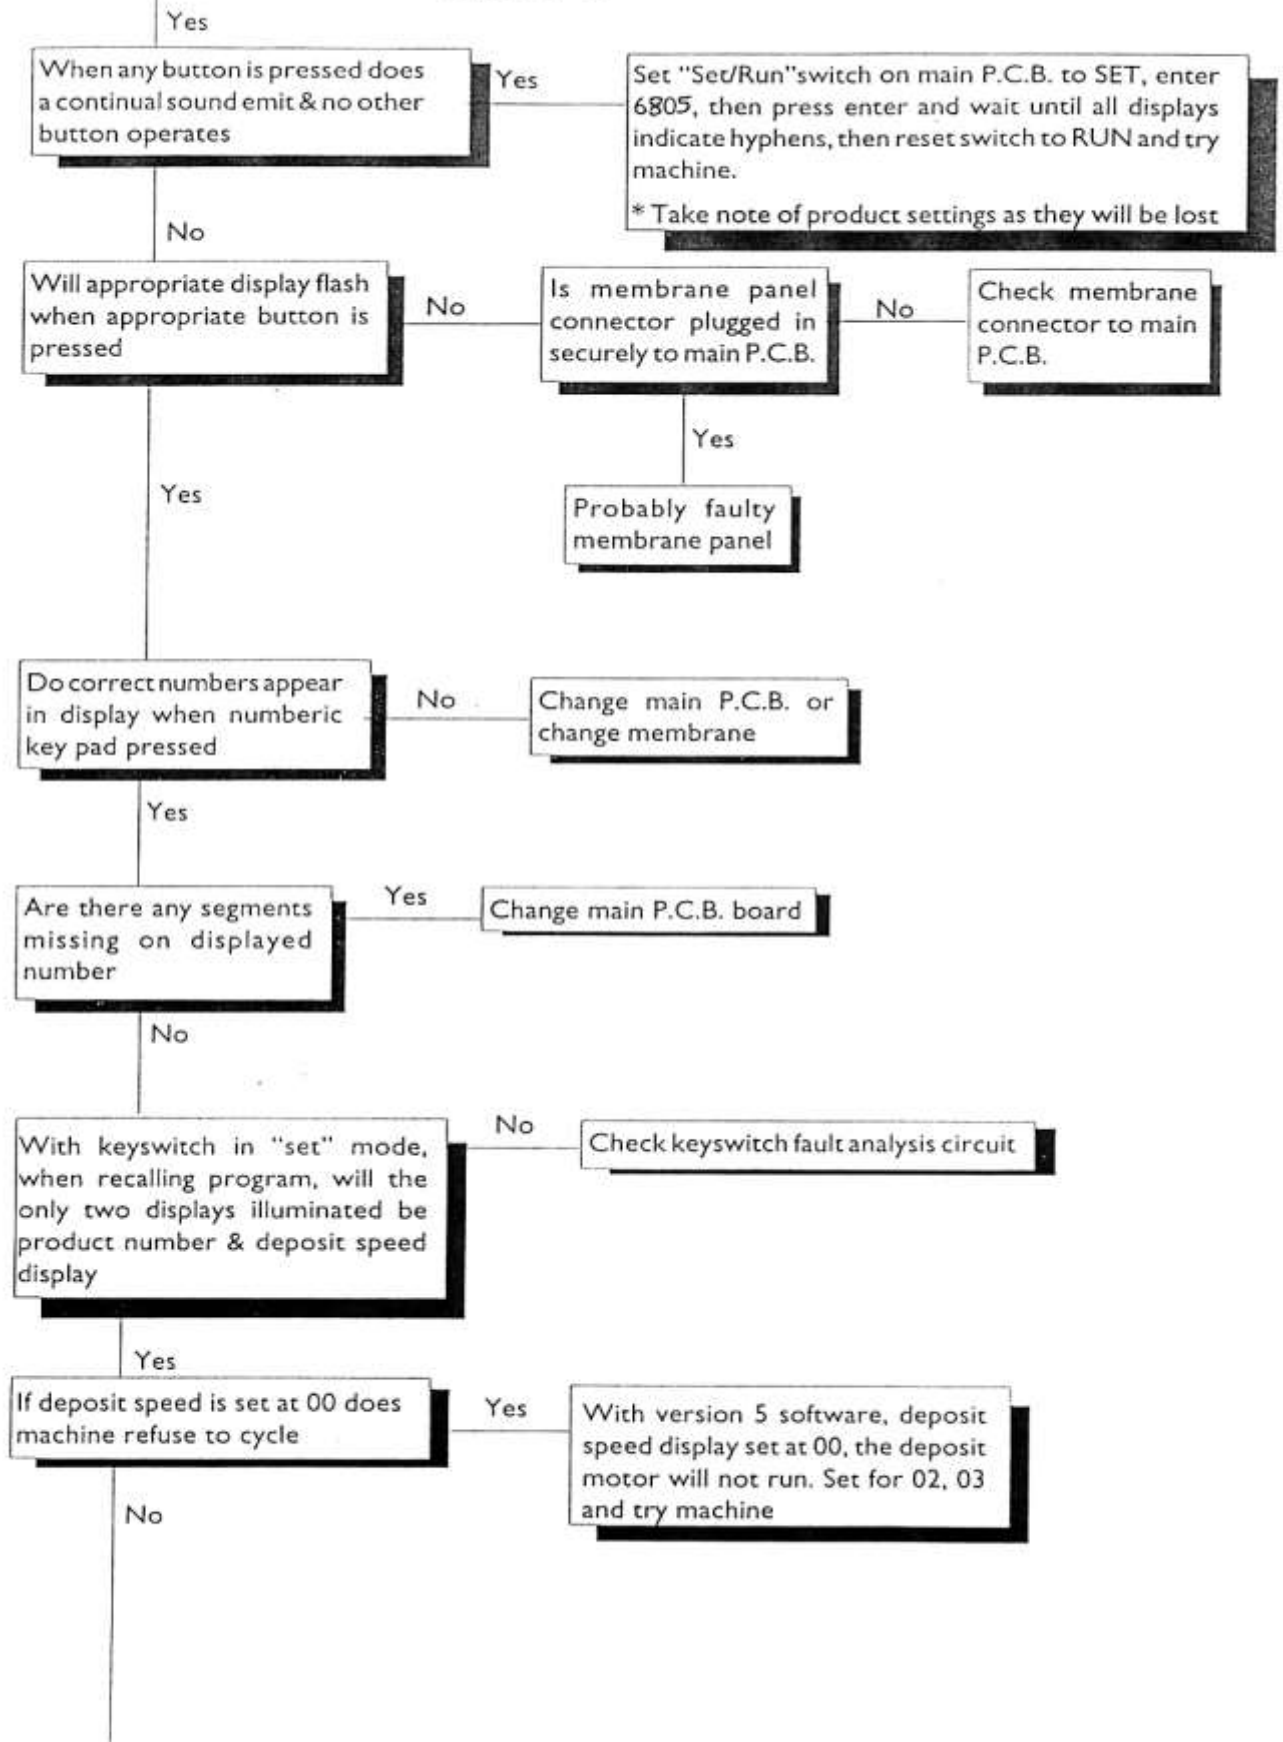 Yes
When any button is pressed does
a continual sound emit & no other
button operates
Yes
Set "Set/Run"switch on main P.C.B. to SET, enter
6805, then press enter and wait until all displays
indicate hyphens, then reset switch to RUN and try
machine.
* Take note of product settings as they will be lost
No
Will appropriate display flash
when appropriate button is
pressed
No
Is membrane panel
connector plugged in
securely to main P.C.B.
No
Check membrane
connector to main
P.C.B.
Yes
Probably faulty
membrane panel
Yes
Do correct numbers appear
in display when numberic
key pad pressed
No
Change main P.C.B. or
change membrane
Yes
Are there any segments
missing on displayed
number
Yes
Change main P.C.B. board
No
With keyswitch in "set" mode,
when recalling program, will the
only two displays illuminated be
product number & deposit speed
display
No
Check keyswitch fault analysis circuit
Yes
If deposit speed is set at 00 does
machine refuse to cycle
Yes
With version 5 software, deposit
speed display set at 00, the deposit
motor will not run. Set for 02, 03
and try machine
No